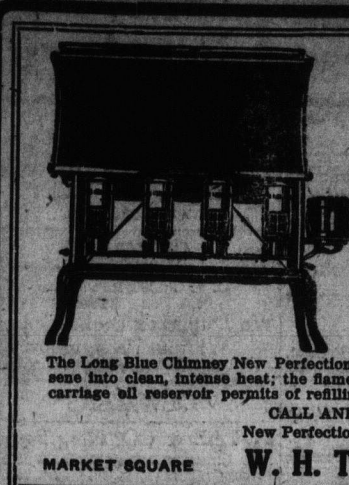 The Long Blue Chimney New Perfection
sene into clean, intense heat; the flame
carriage oil reservoir permits of refilli
CALL AND
New Perfectio
MARKET SQUARE W. H. T